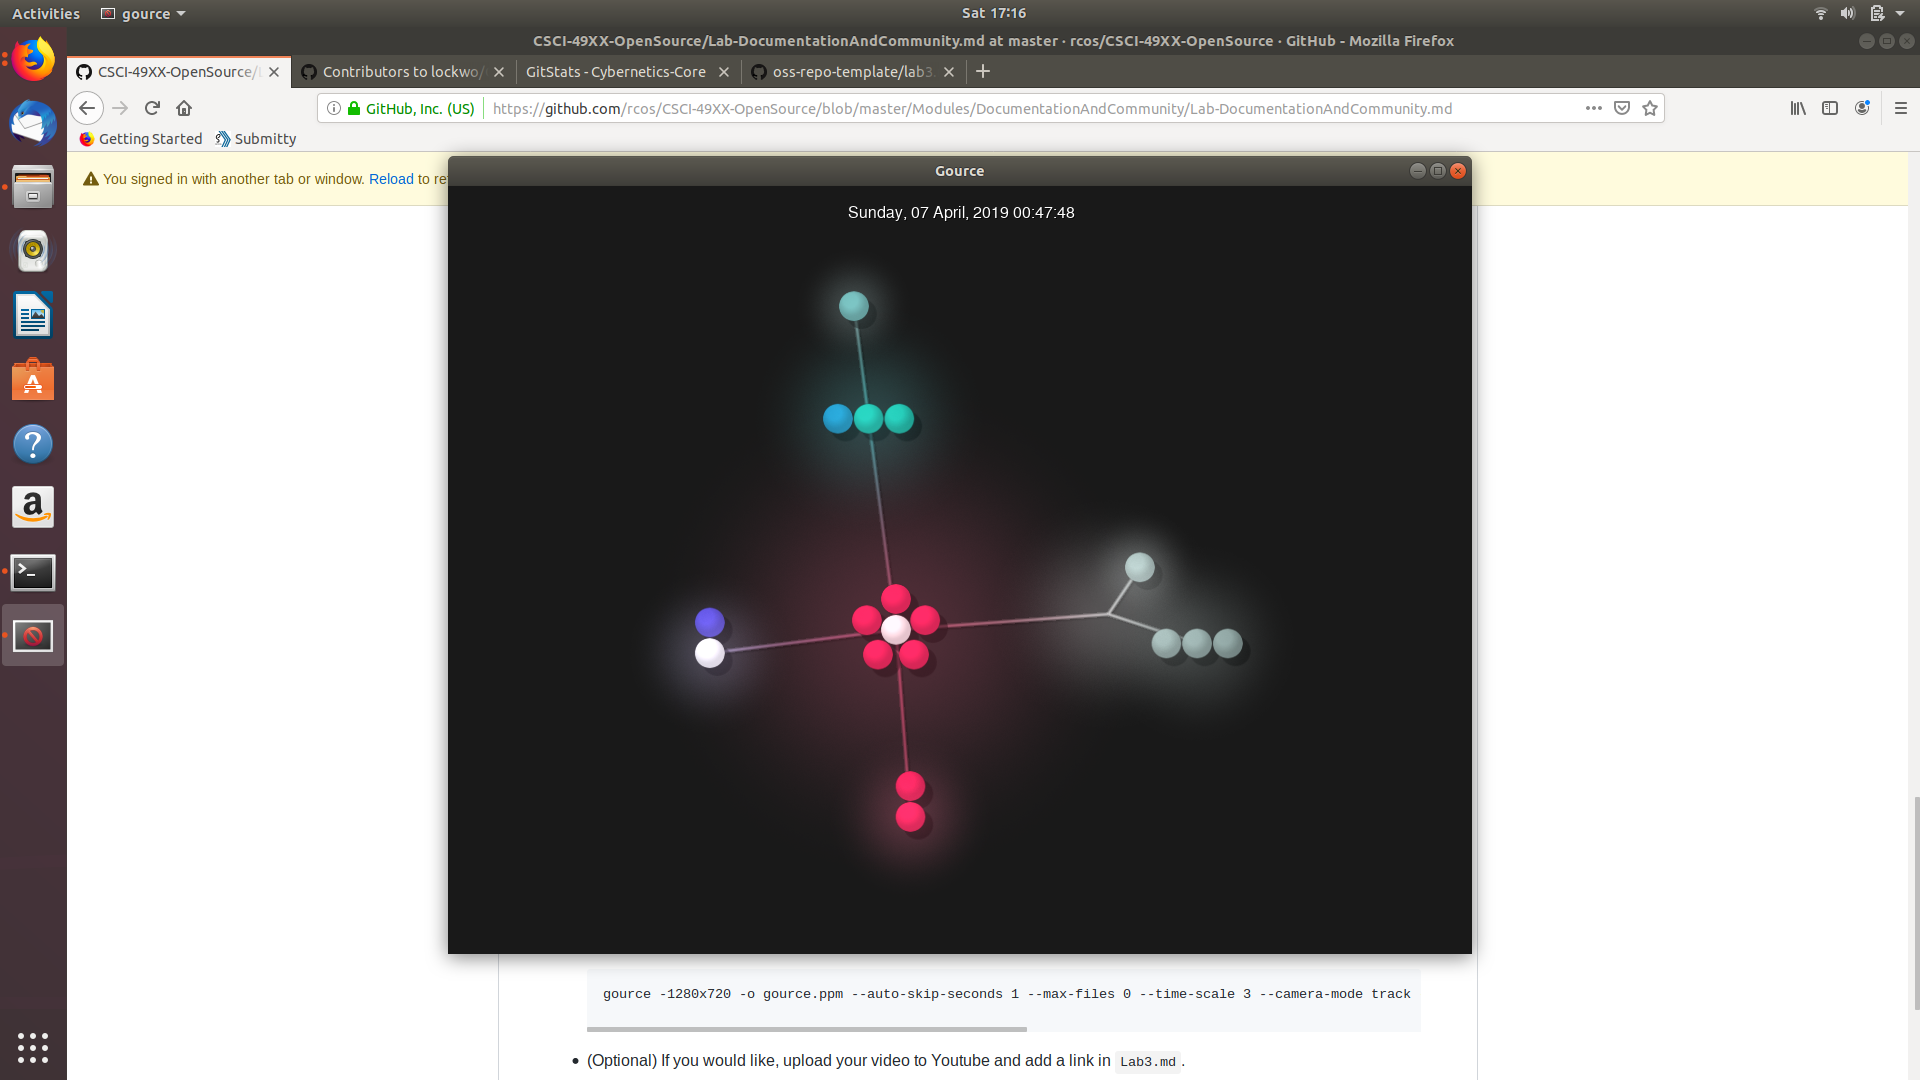 Activities
gource
Sat 17:16
CSCI-49XX-OpenSource/Lab-DocumentationAndCommunity.md at master · rcos/CSCI-49XX-OpenSource · GitHub - Mozilla Firefox
CSCI-49XX-OpenSource/L
Contributors to lockwo/
GitStats - Cybernetics-Core
oss-repo-template/lab3.
GitHub, Inc. (US)
https://github.com/rcos/CSCI-49XX-OpenSource/blob/master/Modules/DocumentationAndCommunity/Lab-DocumentationAndCommunity.md
Getting Started
Submitty
You signed in with another tab or window. Reload to re
Gource
Sunday, 07 April, 2019 00:47:48
gource -1280x720 -o gource.ppm --auto-skip-seconds 1 --max-files 0 --time-scale 3 --camera-mode track
• (Optional) If you would like, upload your video to Youtube and add a link in Lab3.md.